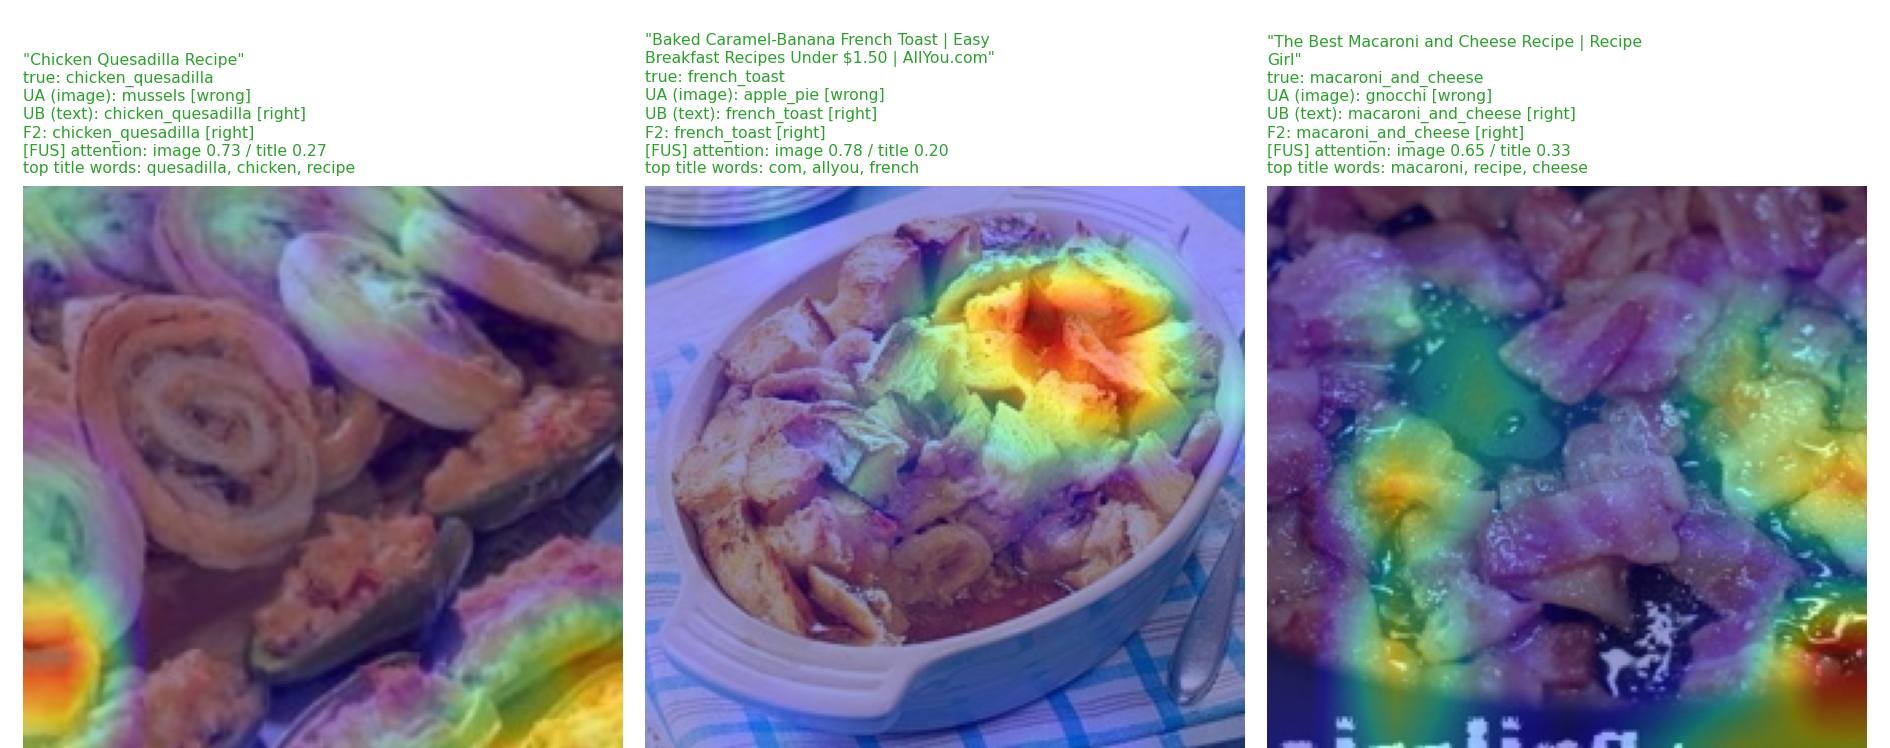 "Chicken Quesadilla Recipe"
true: chicken_quesadilla
UA (image): mussels [wrong]
UB (text): chicken_quesadilla [right]
F2: chicken_quesadilla [right]
[FUS] attention: image 0.73 / title 0.27
top title words: quesadilla, chicken, recipe
"Baked Caramel-Banana French Toast | Easy
Breakfast Recipes Under $1.50 | AllYou.com"
true: french_toast
UA (image): apple_pie [wrong]
UB (text): french_toast [right]
F2: french_toast [right]
[FUS] attention: image 0.78 / title 0.20
top title words: com, allyou, french
"The Best Macaroni and Cheese Recipe | Recipe
Girl"
true: macaroni_and_cheese
UA (image): gnocchi [wrong]
UB (text): macaroni_and_cheese [right]
F2: macaroni_and_cheese [right]
[FUS] attention: image 0.65 / title 0.33
top title words: macaroni, recipe, cheese